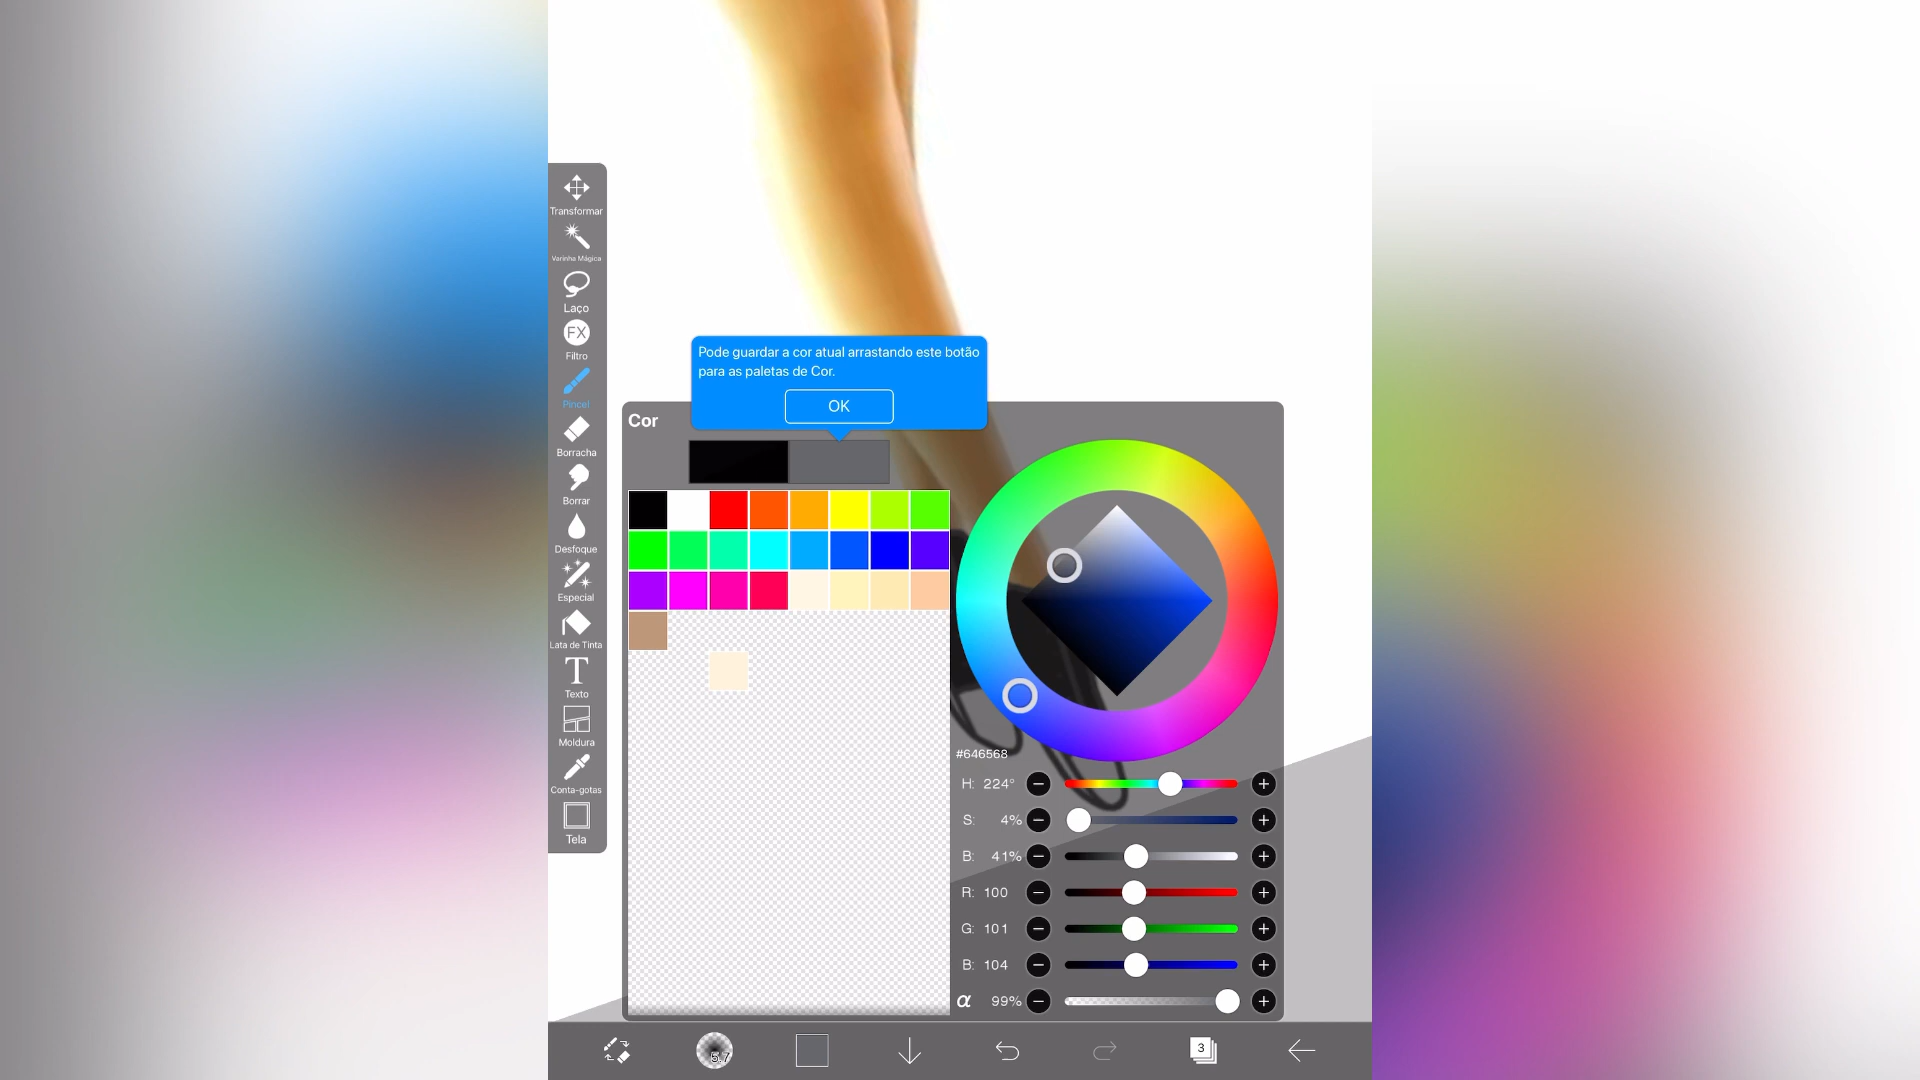 Transformar
Varinha Mágica
Laço
FX
Filtro
Pincel
Borracha
Borrar
Desfoque
Especial
Lata de Tinta
T
Texto
Moldura
Conta-gotas
Tela
Pode guardar a cor atual arrastando este botão
para as paletas de Cor.
OK
Cor
#646568
H: 224°
S: 4%
B: 41%
R: 100
G: 101
B: 104
α 99%
5.7
3